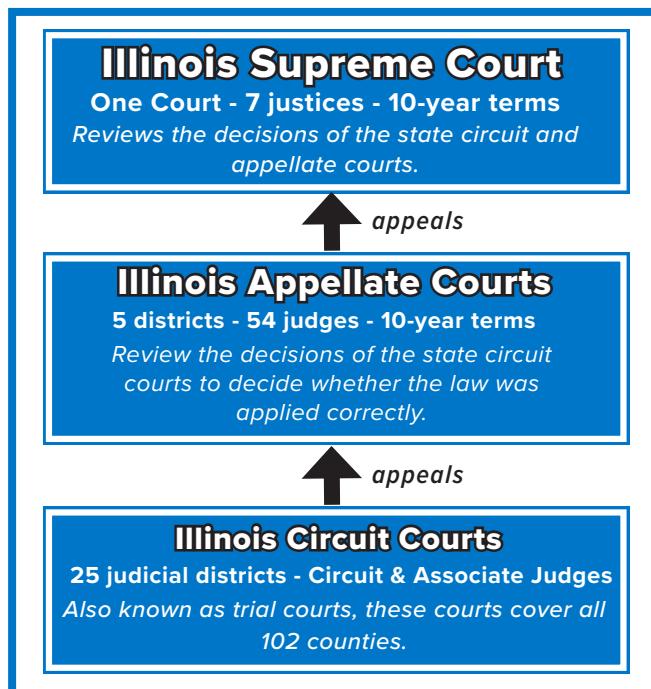 Illinois Supreme Court
One Court - 7 justices - 10-year terms
Reviews the decisions of the state circuit and
appellate courts.
appeals
Illinois Appellate Courts
5 districts - 54 judges - 10-year terms
Review the decisions of the state circuit
courts to decide whether the law was
applied correctly.
appeals
Illinois Circuit Courts
25 judicial districts - Circuit & Associate Judges
Also known as trial courts, these courts cover all
102 counties.